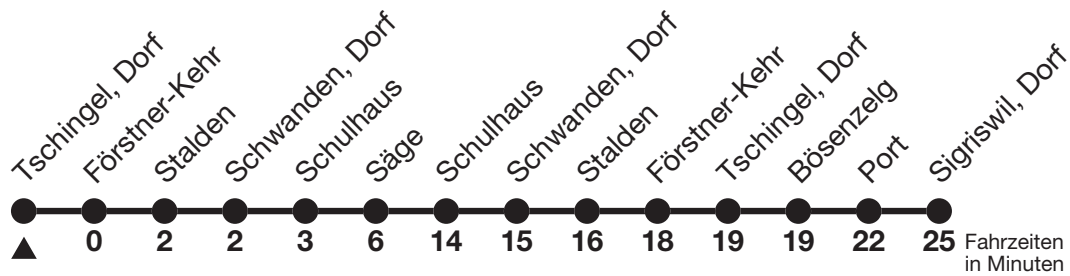 Tschingel, Dorf
Förstner-Kehr
Stalden
Schwanden, Dorf
Schulhaus
Säge
Schulhaus
Schwanden, Dorf
Stalden
Förstner-Kehr
Tschingel, Dorf
Bösenzelg
Port
Sigriswil, Dorf
0 2 2 3 6 14 15 16 18 19 19 22 25 Fahrzeiten
in Minuten